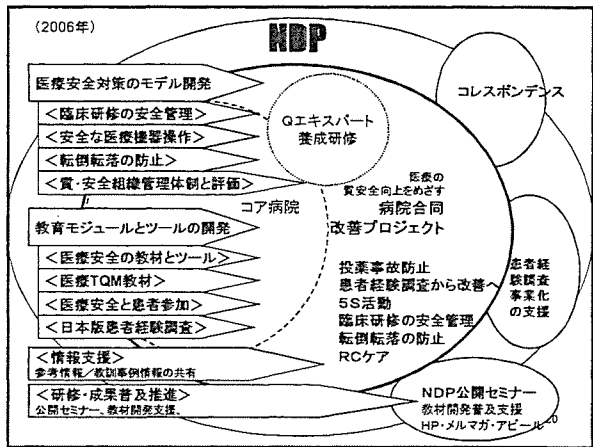 (2006年)
NDP
医療安全対策のモデル開発
<臨床研修の安全管理>
<安全な医療機器操作>
<転倒転落の防止>
<質・安全組織管理体制と評価>
教育モジュールとツールの開発
<医療安全の教材とツール>
<医療TQM教材>
<医療安全と患者参加>
<日本版患者経験調査>
<情報支援>
参考情報/教訓事例情報の共有
<研修・成果普及推進>
公開セミナー、教材開発支援、
Qエキスパート
養成研修
コア病院
医療の
質安全向上をめざす
病院合同
改善プロジェクト
投薬事故防止
患者経験調査から改善へ
5S活動
臨床研修の安全管理
転倒転落の防止
RCケア
コレスポンデンス
患者経
験調査
事業化
の支援
NDP公開セミナー
教材開発普及支援
HP・メルマガ・アピール